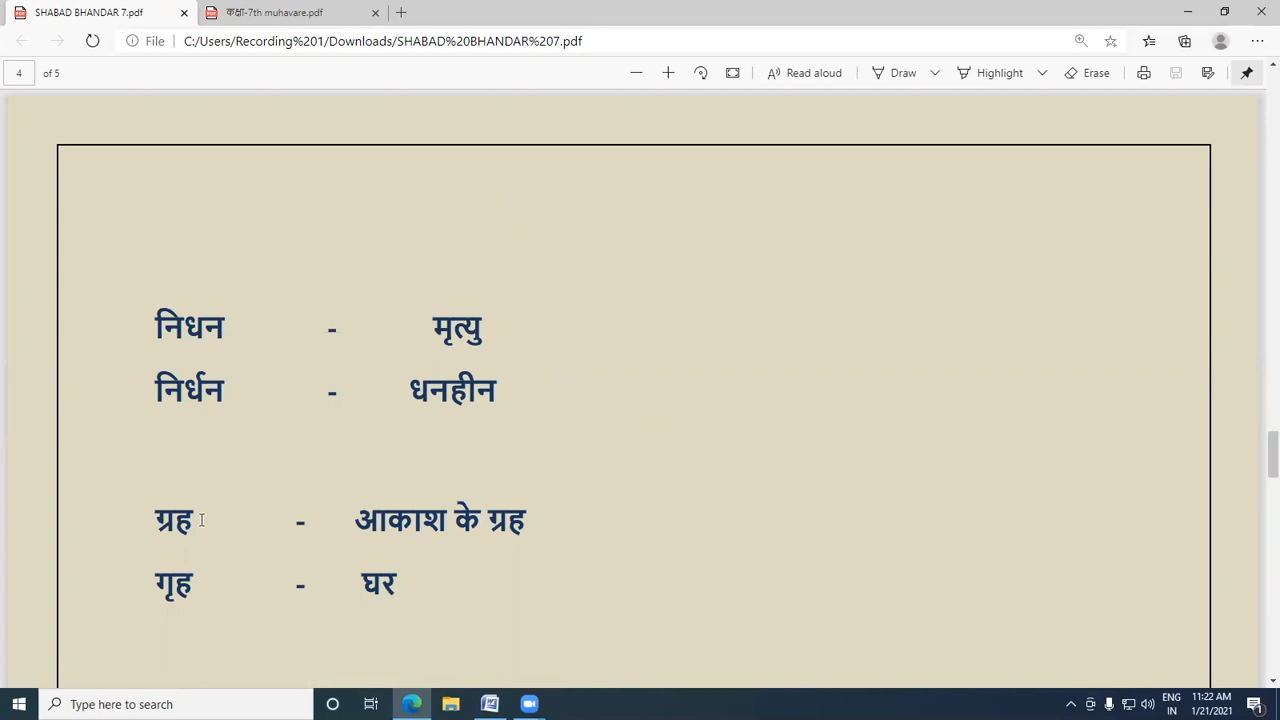 SHABAD BHANDAR 7.pdf
कक्षा-7th muhavare.pdf
File C:/Users/Recording%201/Downloads/SHABAD%20BHANDAR%207.pdf
4 of 5 Read aloud Draw Highlight Erase
निधन - मृत्यु
निर्धन - धनहीन
ग्रह - आकाश के ग्रह
गृह - घर
Type here to search
ENG
IN
11:22 AM
1/21/2021